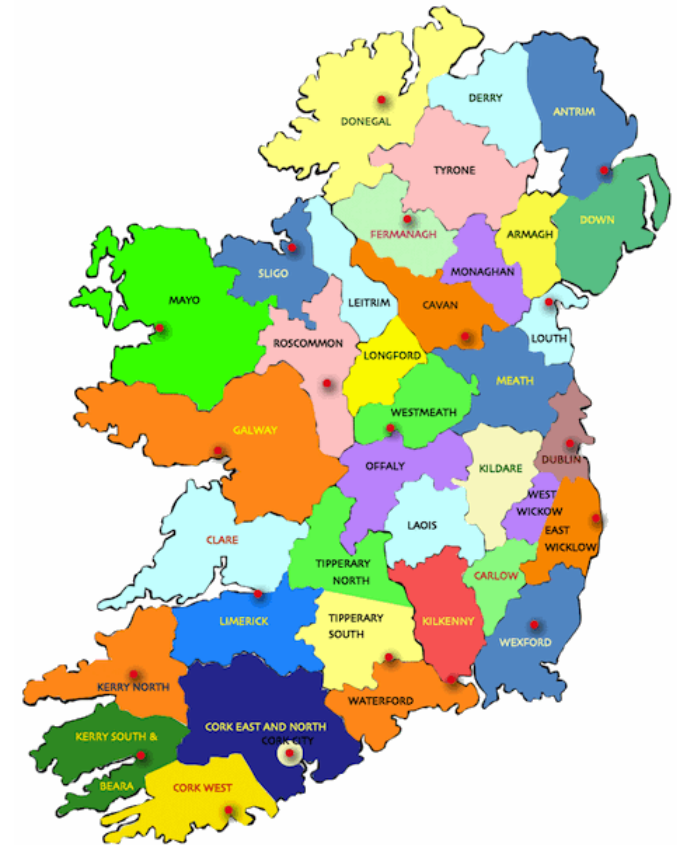 DERRY
ANTRIM
DONEGAL
TYRONE
DOWN
FERMANAGH
ARMAGH
MONAGHAN
SLIGO
MAYO
LEITRIM
CAVAN
LOUTH
ROSCOMMON
LONGFORD
MEATH
WESTMEATH
GALWAY
DUBLIN
OFFALY
KILDARE
WEST
WICKOW
LAOIS
EAST
WICKLOW
CLARE
TIPPERARY
NORTH
CARLOW
LIMERICK
TIPPERARY
SOUTH
KILKENNY
WEXFORD
KERRY NORTH
WATERFORD
CORK EAST AND NORTH
KERRY SOUTH &
CORK CITY
BEARA
CORK WEST